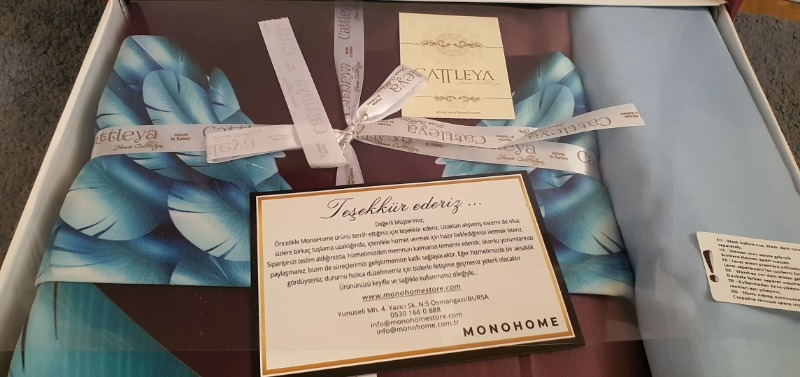 CATTLEYA
Cattleya
Cattleya
Teşekkür ederiz ...
Değerli Müşterimiz,
Öncelikle MonoHome ürünü tercih ettiğiniz için teşekkür ederiz. Uzaktan alışveriş sistemi de olsa;
sizlere birkaç tuşlama uzaklığında, içtenlikle hizmet vermek için hazır beklediğimizi iletmek isteriz.
Siparişinizi teslim aldığınızda, hizmetimizden memnun kalmanız temenni ederek; olumlu yorumlarınızı
paylaşmanız, bizim de süreçlerimizi geliştirmemize katkı sağlayacaktır. Eğer hizmetimizde bir aksaklık
gördüyseniz; durumu hızlıca düzeltmemiz için bizlerle iletişime geçmeniz yeterli olacaktır.
Ürününüzü keyifle ve sağlıkla kullanmanız dileğiyle...
www.monohomestore.com
Yunuseli Mh. 4. Yazıcı Sk. N:5 Osmangazi/BURSA
0530 166 0 888
info@monohomestore.com
info@monohome.com.tr
MONOHOME